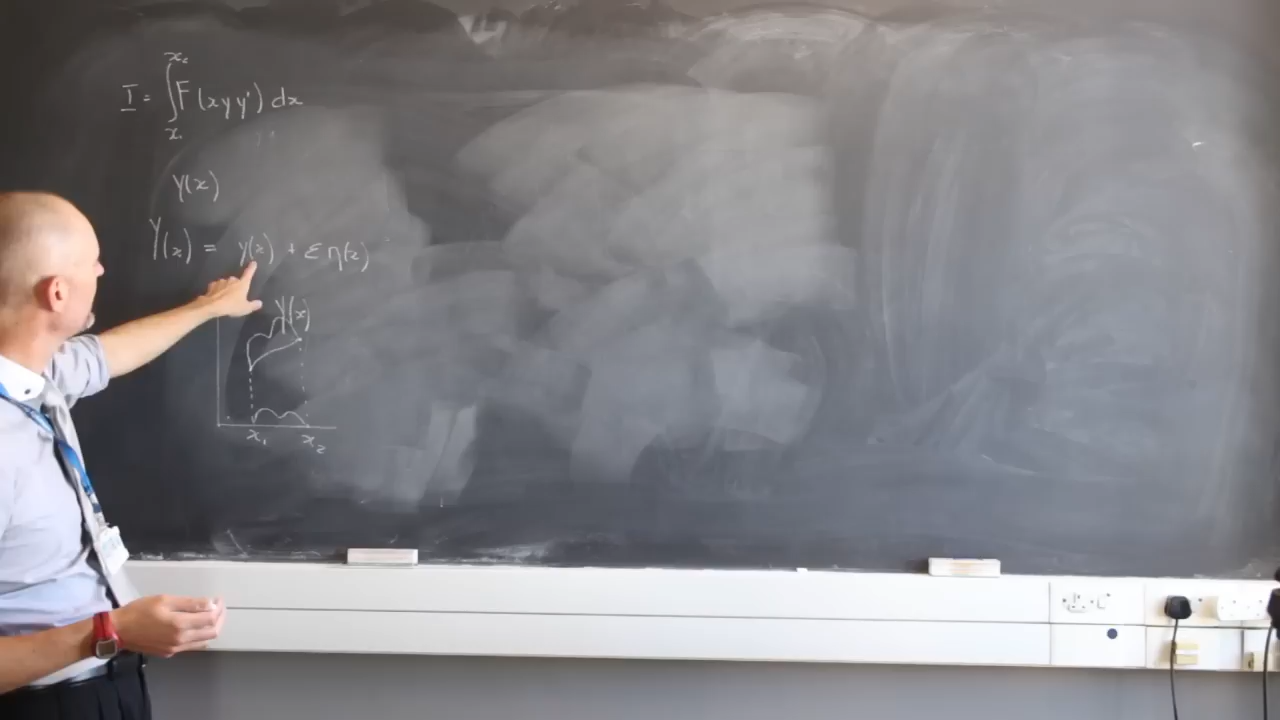 x₂
I = ∫ F (x y y') dx
x₁
y(x)
Y(x) = y(x) + ε η(x)
Y(x)
x₁ x₂